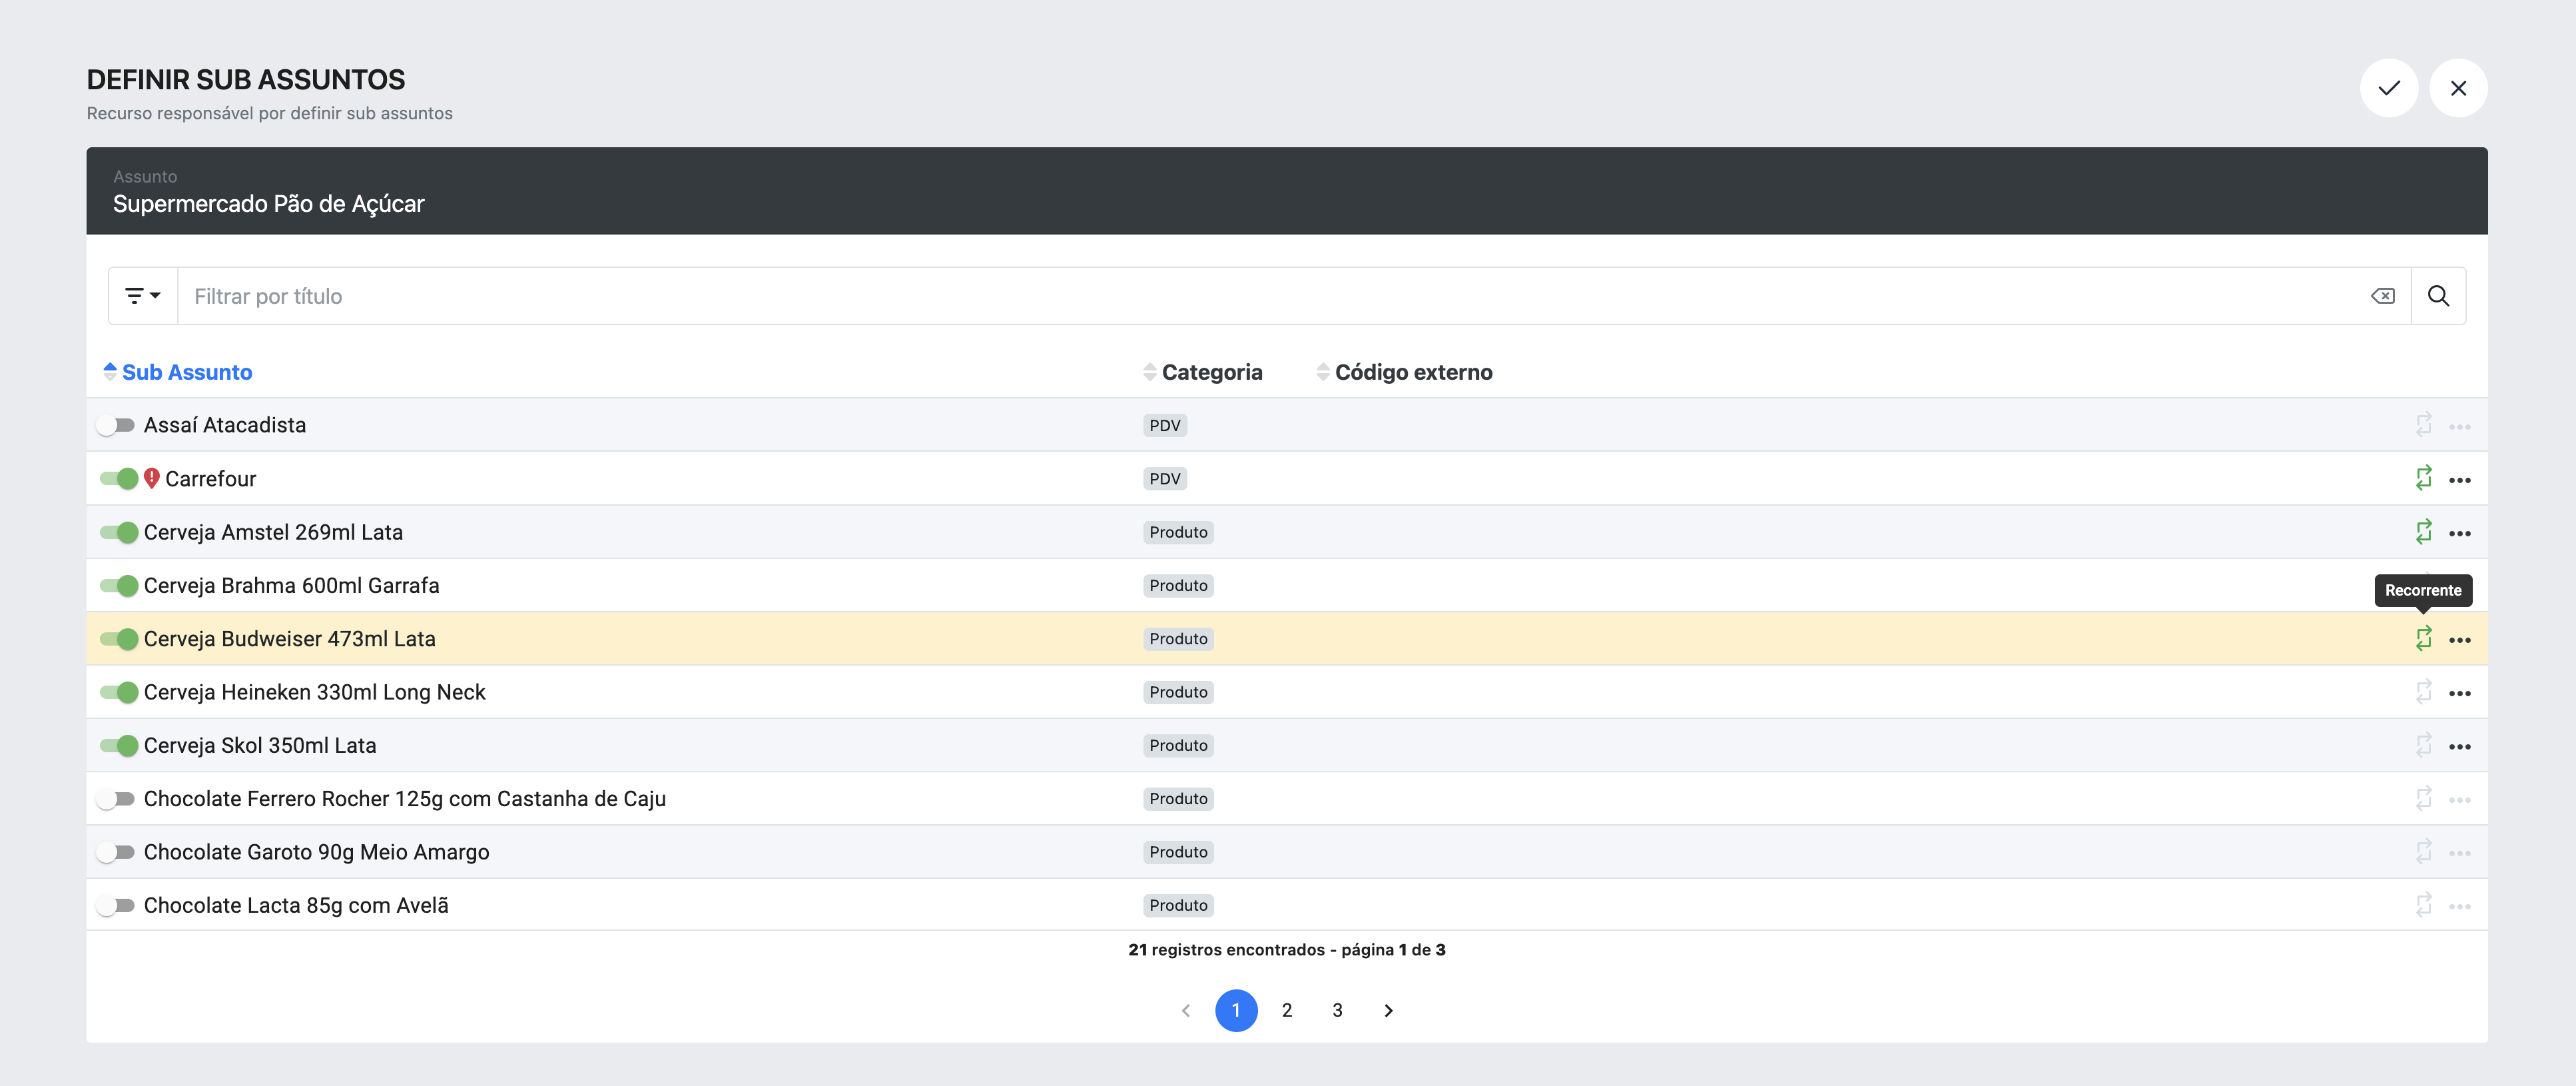 DEFINIR SUB ASSUNTOS
Recurso responsável por definir sub assuntos
Assunto
Supermercado Pão de Açúcar
Filtrar por título
Sub Assunto Categoria Código externo
Assaí Atacadista PDV
Carrefour PDV
Cerveja Amstel 269ml Lata Produto
Cerveja Brahma 600ml Garrafa Produto
Recorrente
Cerveja Budweiser 473ml Lata Produto
Cerveja Heineken 330ml Long Neck Produto
Cerveja Skol 350ml Lata Produto
Chocolate Ferrero Rocher 125g com Castanha de Caju Produto
Chocolate Garoto 90g Meio Amargo Produto
Chocolate Lacta 85g com Avelã Produto
21 registros encontrados - página 1 de 3
1 2 3